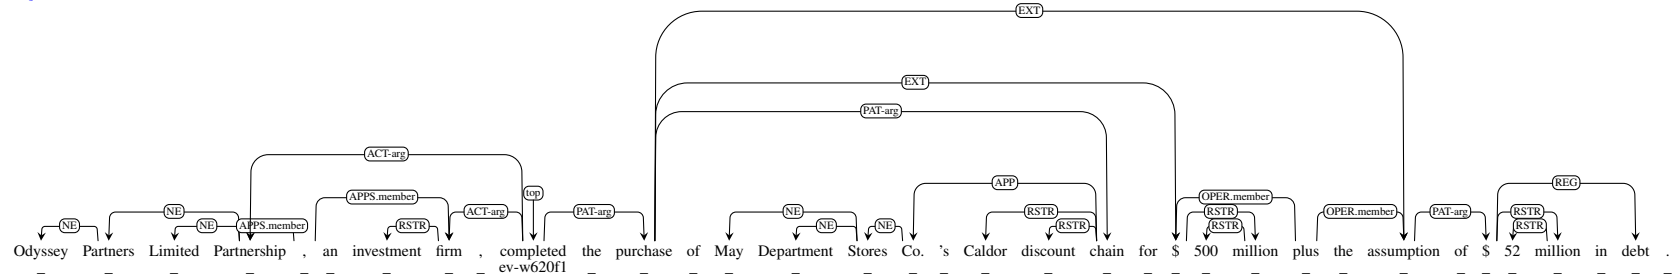 EXT
EXT
PAT-arg
ACT-arg
APP REG
top
APPS.member OPER.member
NE ACT-arg PAT-arg NE RSTR RSTR OPER.member PAT-arg RSTR
NE NE APPS.member RSTR NE NE RSTR RSTR RSTR
Odyssey Partners Limited Partnership , an investment firm , completed the purchase of May Department Stores Co. 's Caldor discount chain for $ 500 million plus the assumption of $ 52 million in debt .
_ _ _ _ _ _ _ _ _ ev-w620f1 _ _ _ _ _ _ _ _ _ _ _ _ _ _ _ _ _ _ _ _ _ _ _ _ _